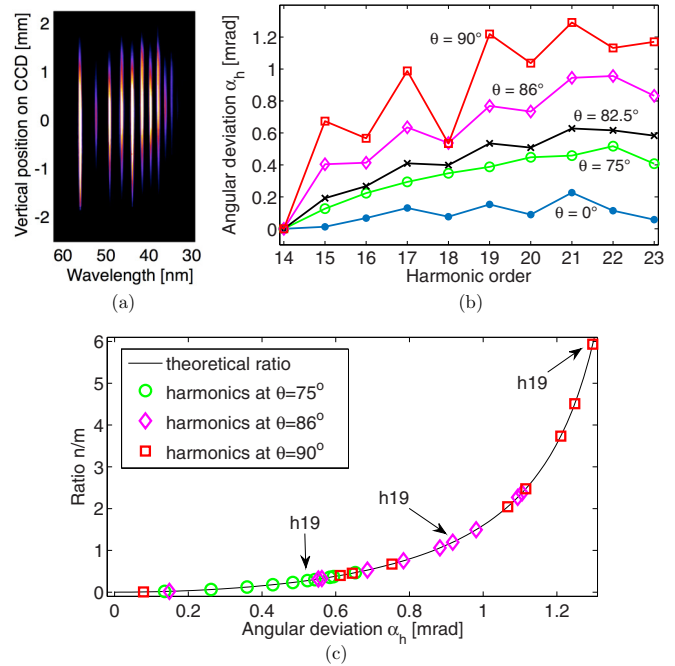 Vertical position on CCD [mm]
2
1
0
-1
-2
60 50 40 30
Wavelength [nm]
(a)
Angular deviation αh [mrad]
1.2
1
0.8
0.6
0.4
0.2
0
θ = 90°
θ = 86°
θ = 82.5°
θ = 75°
θ = 0°
14 15 16 17 18 19 20 21 22 23
Harmonic order
(b)
Ratio n/m
6
5
4
3
2
1
0
theoretical ratio
harmonics at θ=75°
harmonics at θ=86°
harmonics at θ=90°
h19
h19
h19
0 0.2 0.4 0.6 0.8 1 1.2
Angular deviation αh [mrad]
(c)